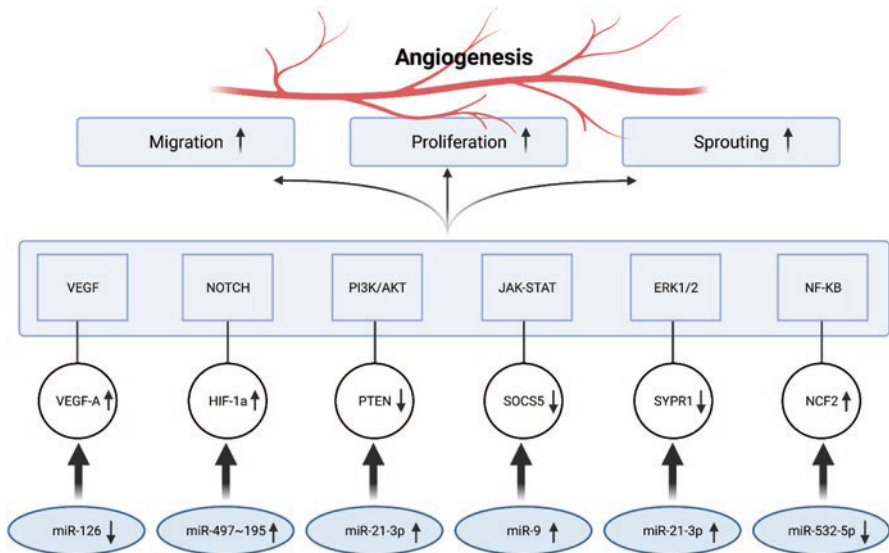 Angiogenesis
Migration ↑
Proliferation ↑
Sprouting ↑
VEGF
NOTCH
PI3K/AKT
JAK-STAT
ERK1/2
NF-KB
VEGF-A ↑
HIF-1a ↑
PTEN ↓
SOCS5 ↓
SYPR1 ↓
NCF2 ↑
miR-126 ↓
miR-497~195 ↑
miR-21-3p ↑
miR-9 ↑
miR-21-3p ↑
miR-532-5p ↓